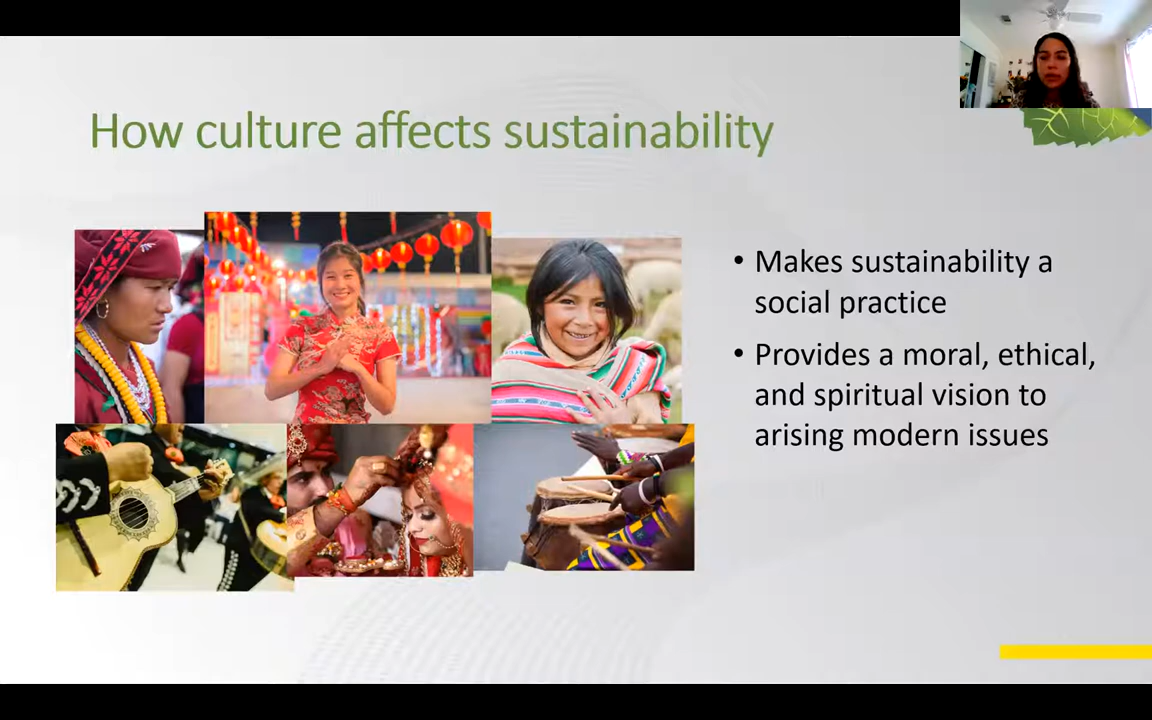 How culture affects sustainability
• Makes sustainability a
social practice
• Provides a moral, ethical,
and spiritual vision to
arising modern issues